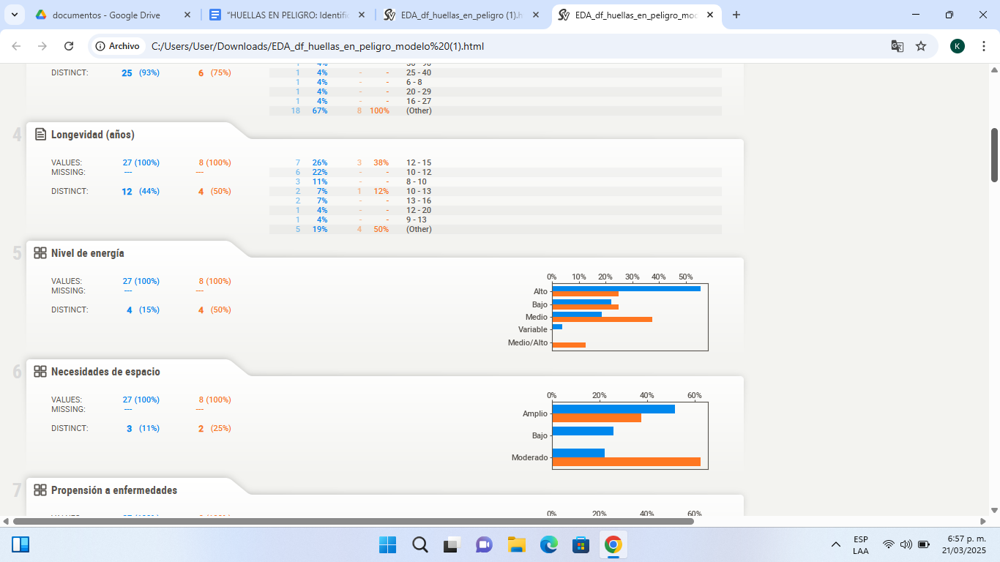 documentos - Google Drive
"HUELLAS EN PELIGRO: Identific
EDA_df_huellas_en_peligro (1).h
EDA_df_huellas_en_peligro_mod
Archivo
C:/Users/User/Downloads/EDA_df_huellas_en_peligro_modelo%20(1).html
K
DISTINCT: 25 (93%) 6 (75%)
1 4% - - 25 - 40
1 4% - - 6 - 8
1 4% - - 20 - 29
1 4% - - 16 - 27
18 67% 8 100% (Other)
4 Longevidad (años)
VALUES: 27 (100%) 8 (100%)
MISSING: --- ---
DISTINCT: 12 (44%) 4 (50%)
7 26% 3 38% 12 - 15
6 22% - - 10 - 12
3 11% - - 8 - 10
2 7% 1 12% 10 - 13
2 7% - - 13 - 16
1 4% - - 12 - 20
1 4% - - 9 - 13
5 19% 4 50% (Other)
5 Nivel de energía
VALUES: 27 (100%) 8 (100%)
MISSING: --- ---
DISTINCT: 4 (15%) 4 (50%)
0% 10% 20% 30% 40% 50%
Alto
Bajo
Medio
Variable
Medio/Alto
6 Necesidades de espacio
VALUES: 27 (100%) 8 (100%)
MISSING: --- ---
DISTINCT: 3 (11%) 2 (25%)
0% 20% 40% 60%
Amplio
Bajo
Moderado
7 Propensión a enfermedades
0% 20% 40% 60%
ESP
LAA
6:57 p. m.
21/03/2025